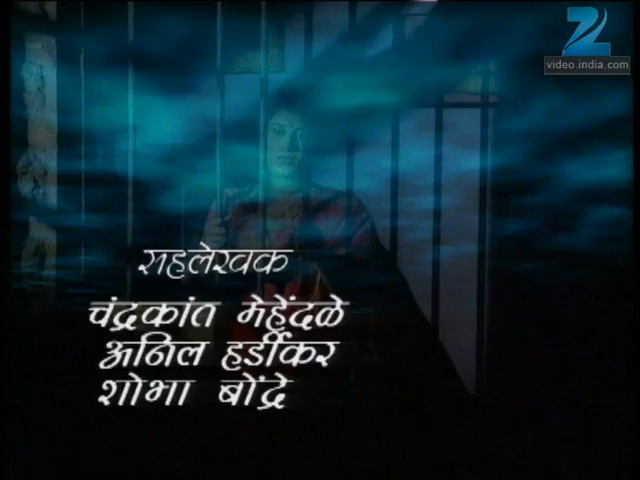 Z
video.india.com
सहलेखक
चंद्रकांत मेहेंदळे
अनिल हर्डीकर
शोभा बोंद्रे